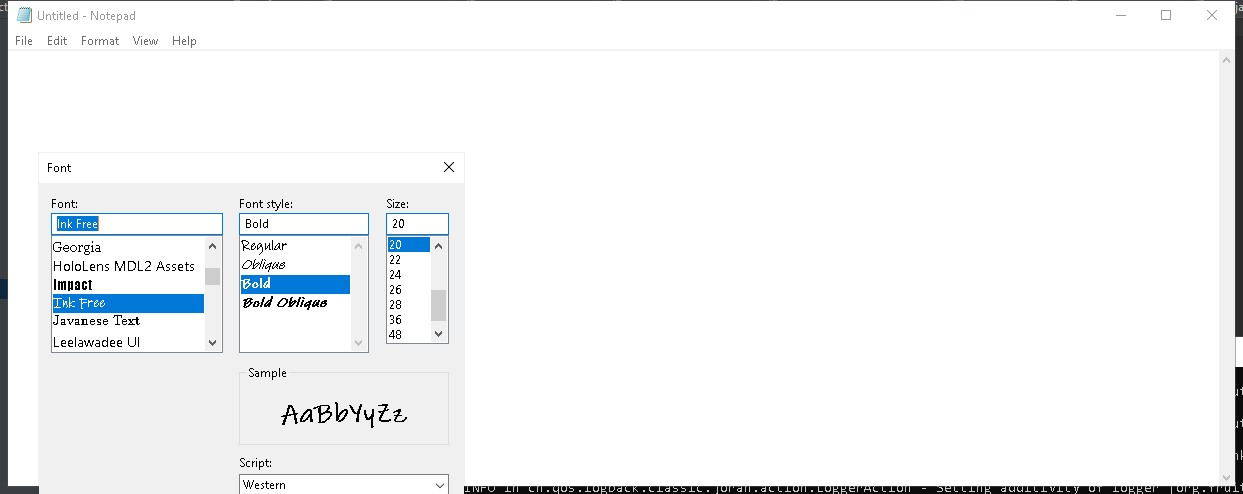 Untitled - Notepad
File Edit Format View Help
Font
Font: Font style: Size:
Ink Free Bold 20
Georgia
HoloLens MDL2 Assets
Impact
Ink Free
Javanese Text
Leelawadee UI
Regular
Oblique
Bold
Bold Oblique
20
22
24
26
28
36
48
Sample
AaBbYyZz
Script:
Western
INFO in ch.qos.logback.classic.joran.action.LoggerAction - Setting additivity of logger